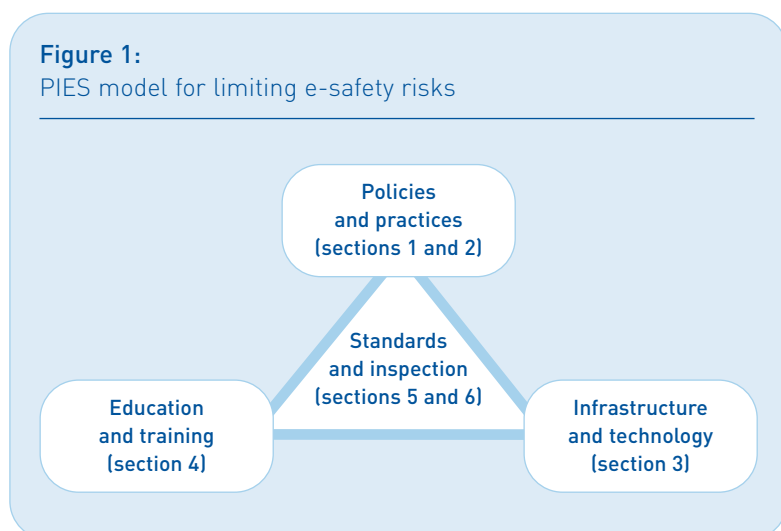 Figure 1:
PIES model for limiting e-safety risks
Policies
and practices
(sections 1 and 2)
Standards
and inspection
(sections 5 and 6)
Education
and training
(section 4)
Infrastructure
and technology
(section 3)